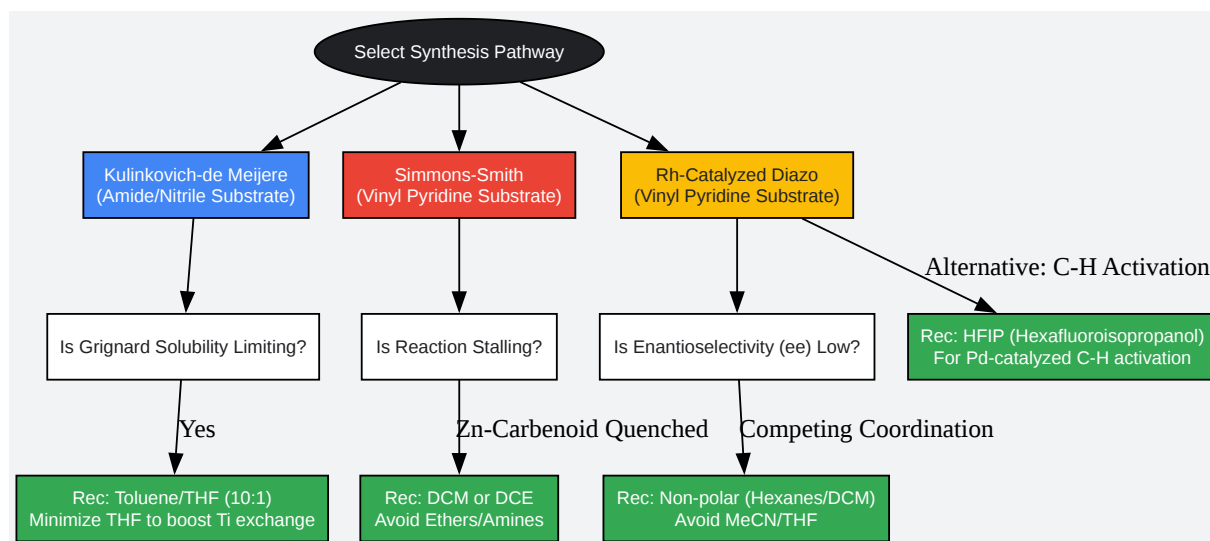 Select Synthesis Pathway
Kulinkovich-de Meijere
(Amide/Nitrile Substrate)
Simmons-Smith
(Vinyl Pyridine Substrate)
Rh-Catalyzed Diazo
(Vinyl Pyridine Substrate)
Alternative: C-H Activation
Is Grignard Solubility Limiting?
Is Reaction Stalling?
Is Enantioselectivity (ee) Low?
Rec: HFIP (Hexafluoroisopropanol)
For Pd-catalyzed C-H activation
Yes
Zn-Carbenoid Quenched
Competing Coordination
Rec: Toluene/THF (10:1)
Minimize THF to boost Ti exchange
Rec: DCM or DCE
Avoid Ethers/Amines
Rec: Non-polar (Hexanes/DCM)
Avoid MeCN/THF